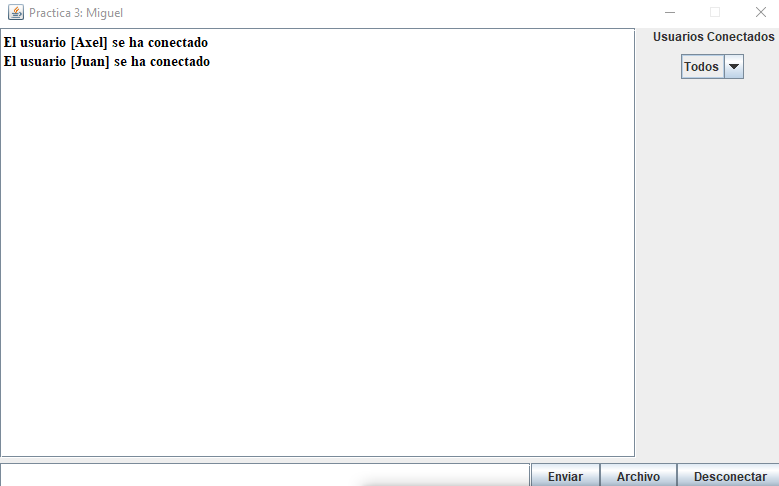 Practica 3: Miguel
El usuario [Axel] se ha conectado
El usuario [Juan] se ha conectado
Usuarios Conectados
Todos
Enviar
Archivo
Desconectar